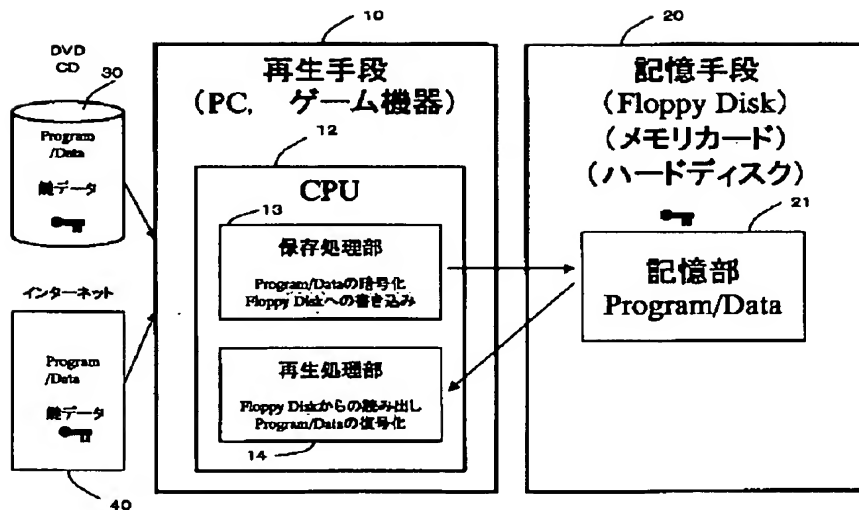 DVD
CD
30
Program
/Data
鍵データ
インターネット
Program
/Data
鍵データ
40
10
再生手段
(PC, ゲーム機器)
12
CPU
13
保存処理部
Program/Dataの暗号化
Floppy Diskへの書き込み
再生処理部
Floppy Diskからの読み出し
Program/Dataの復号化
14
20
記憶手段
(Floppy Disk)
(メモリカード)
(ハードディスク)
21
記憶部
Program/Data